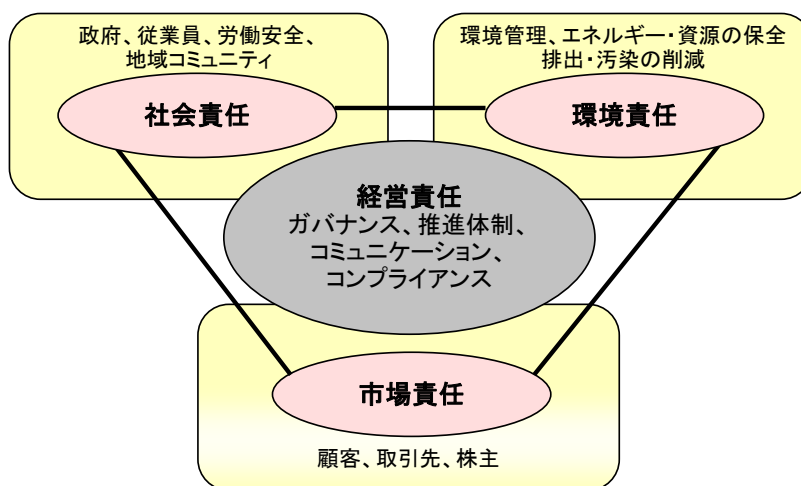 政府、従業員、労働安全、
地域コミュニティ
社会責任
環境管理、エネルギー・資源の保全
排出・汚染の削減
環境責任
経営責任
ガバナンス、推進体制、
コミュニケーション、
コンプライアンス
市場責任
顧客、取引先、株主